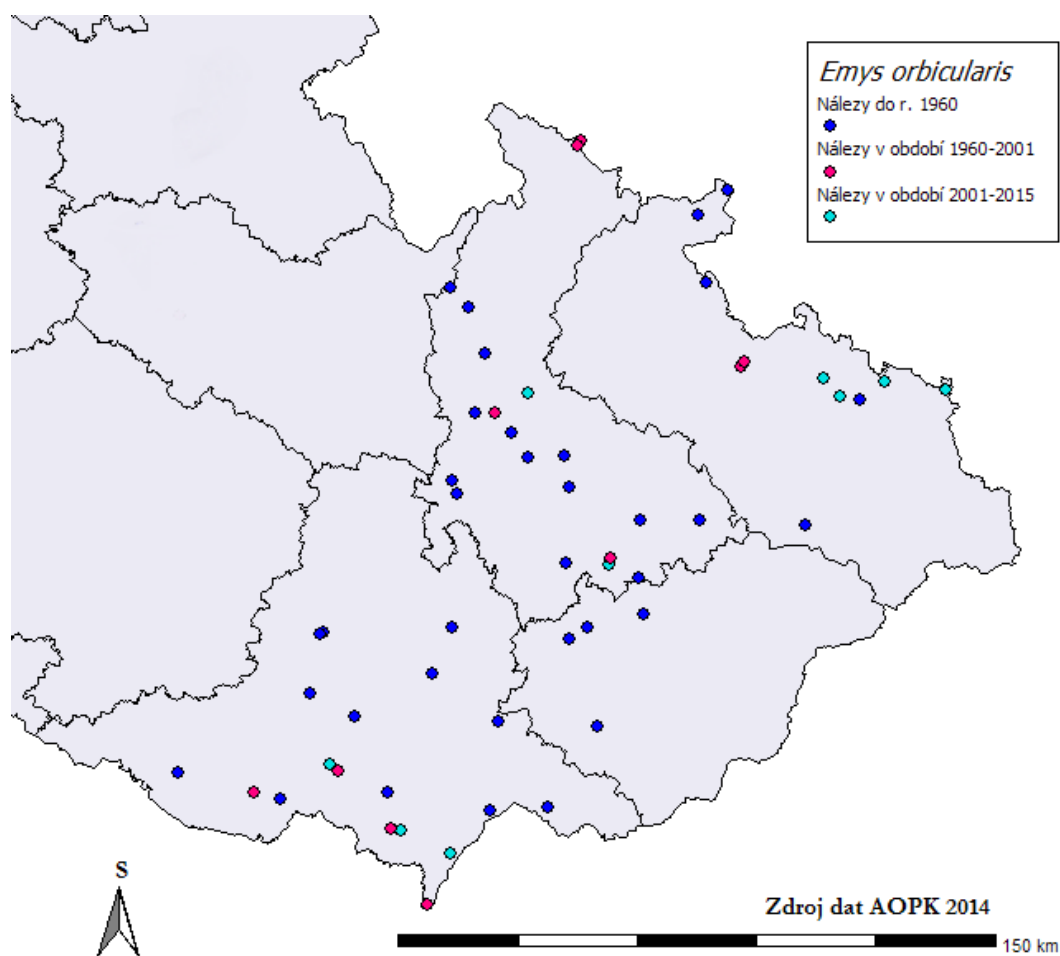 Emys orbicularis
Nálezy do r. 1960
Nálezy v období 1960-2001
Nálezy v období 2001-2015
S
Zdroj dat AOPK 2014
150 km